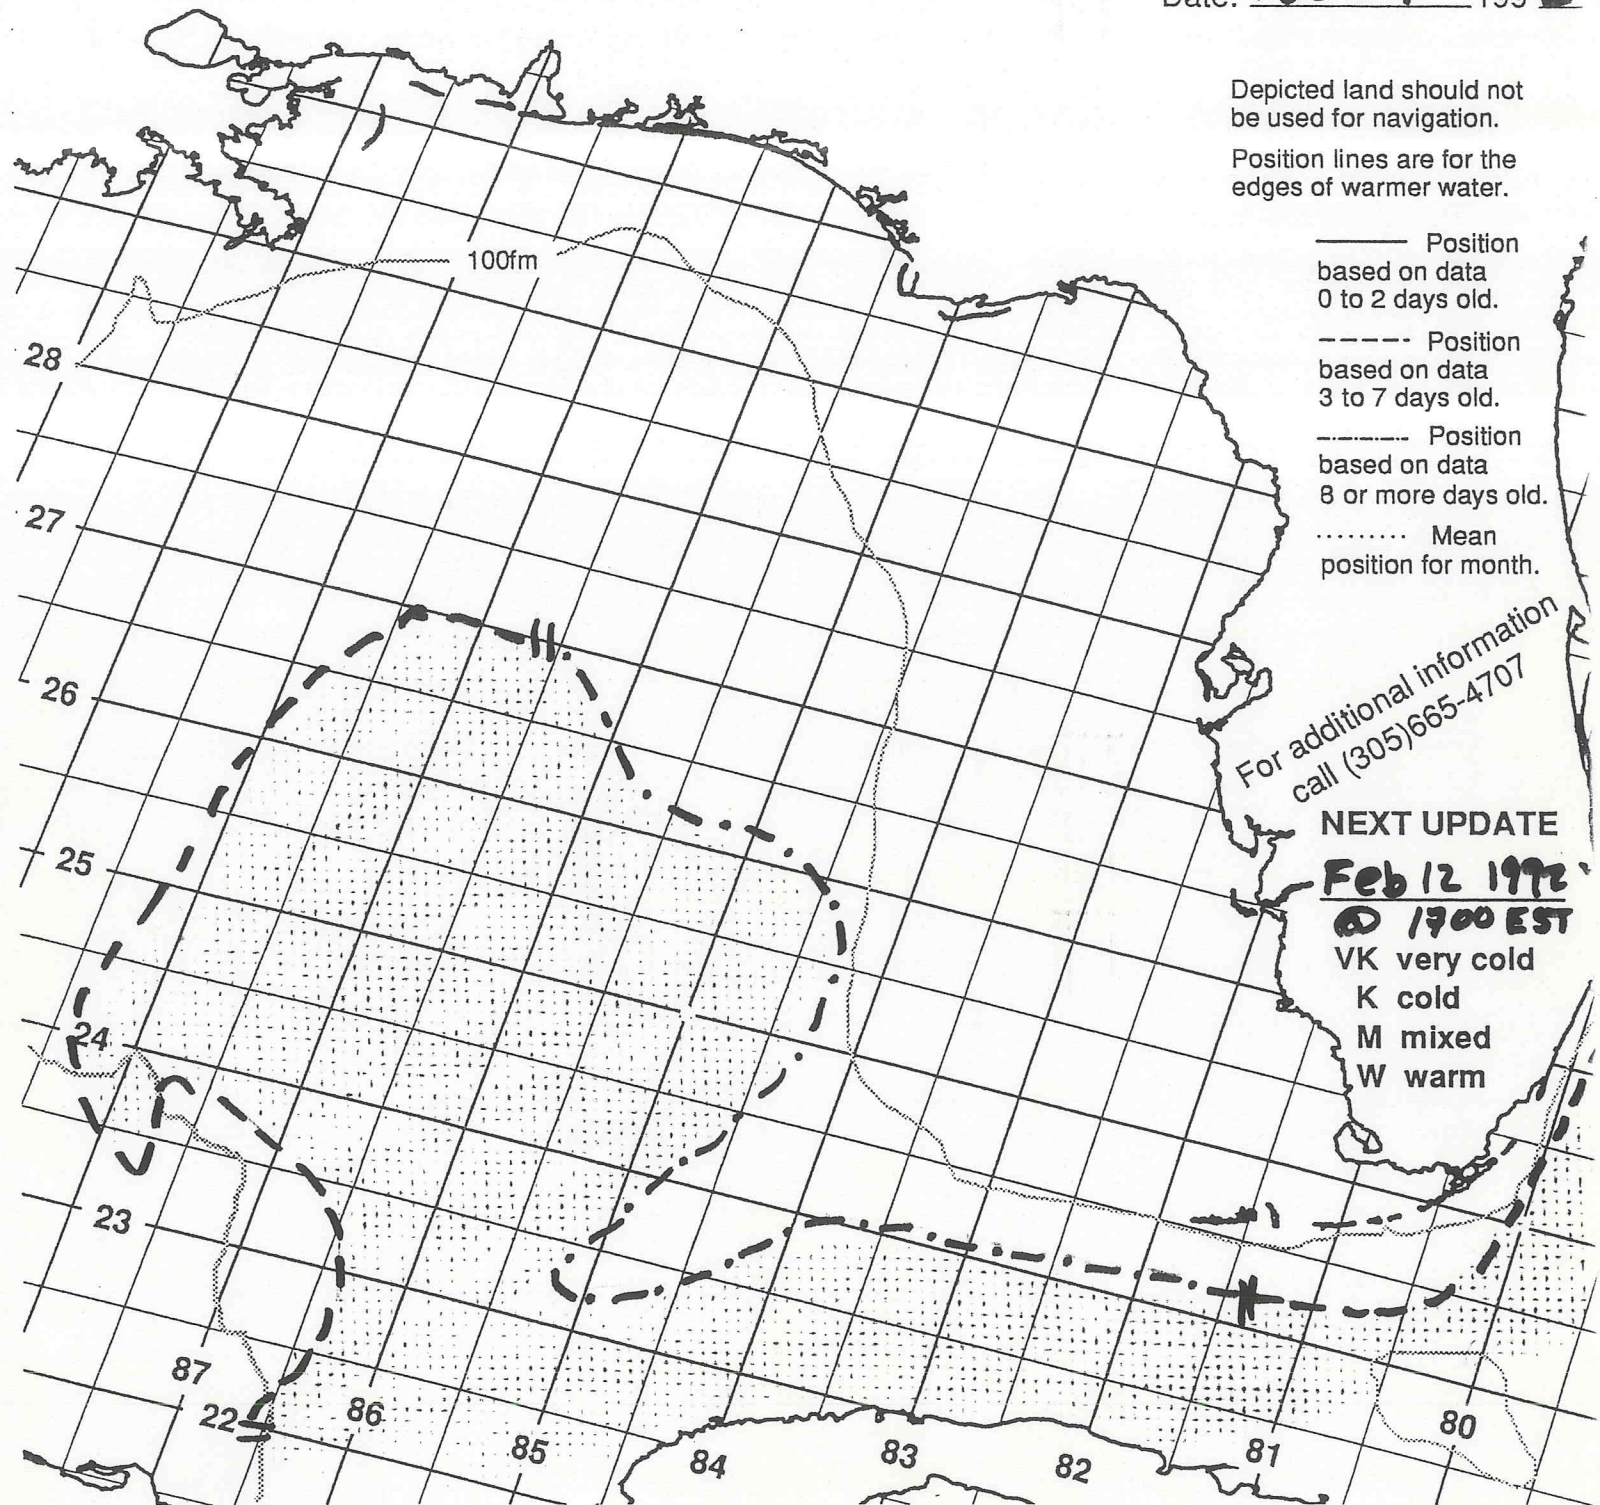 Date: 199
Depicted land should not
be used for navigation.
Position lines are for the
edges of warmer water.
Position
based on data
0 to 2 days old.
Position
based on data
3 to 7 days old.
Position
based on data
8 or more days old.
Mean
position for month.
For additional information
call (305)665-4707
NEXT UPDATE
Feb 12 1992
@ 1700 EST
VK very cold
K cold
M mixed
W warm
100fm
28
27
26
25
24
23
22
87
86
85
84
83
82
81
80